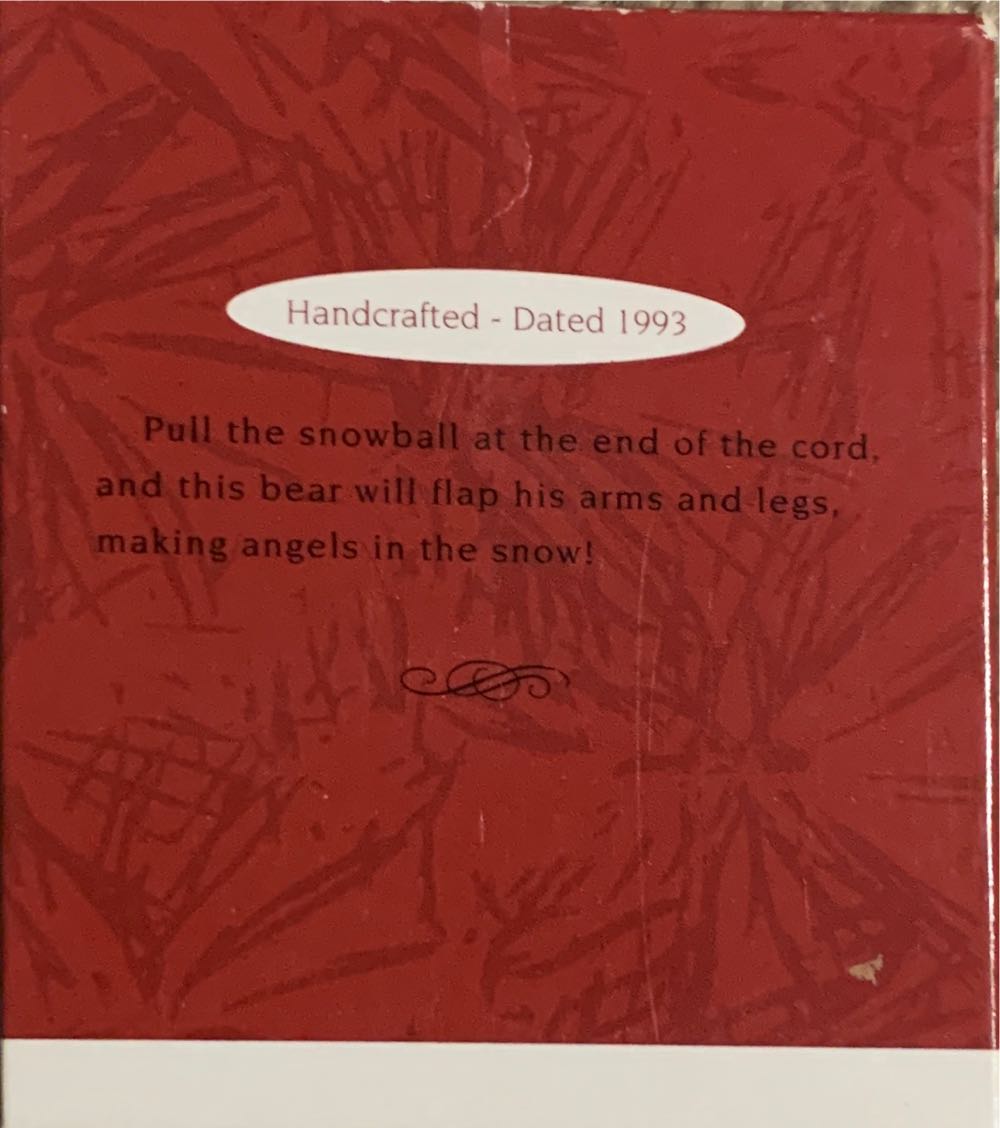 Handcrafted - Dated 1993
Pull the snowball at the end of the cord,
and this bear will flap his arms and legs,
making angels in the snow!